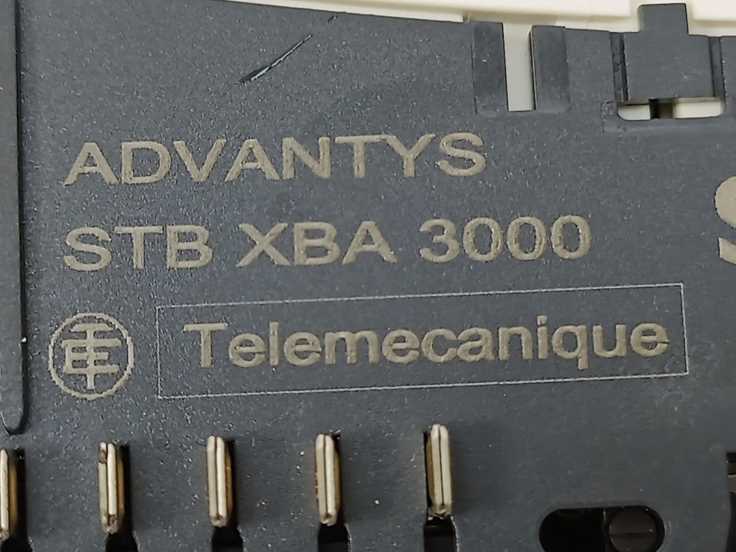 ADVANTYS
STB XBA 3000
Telemecanique